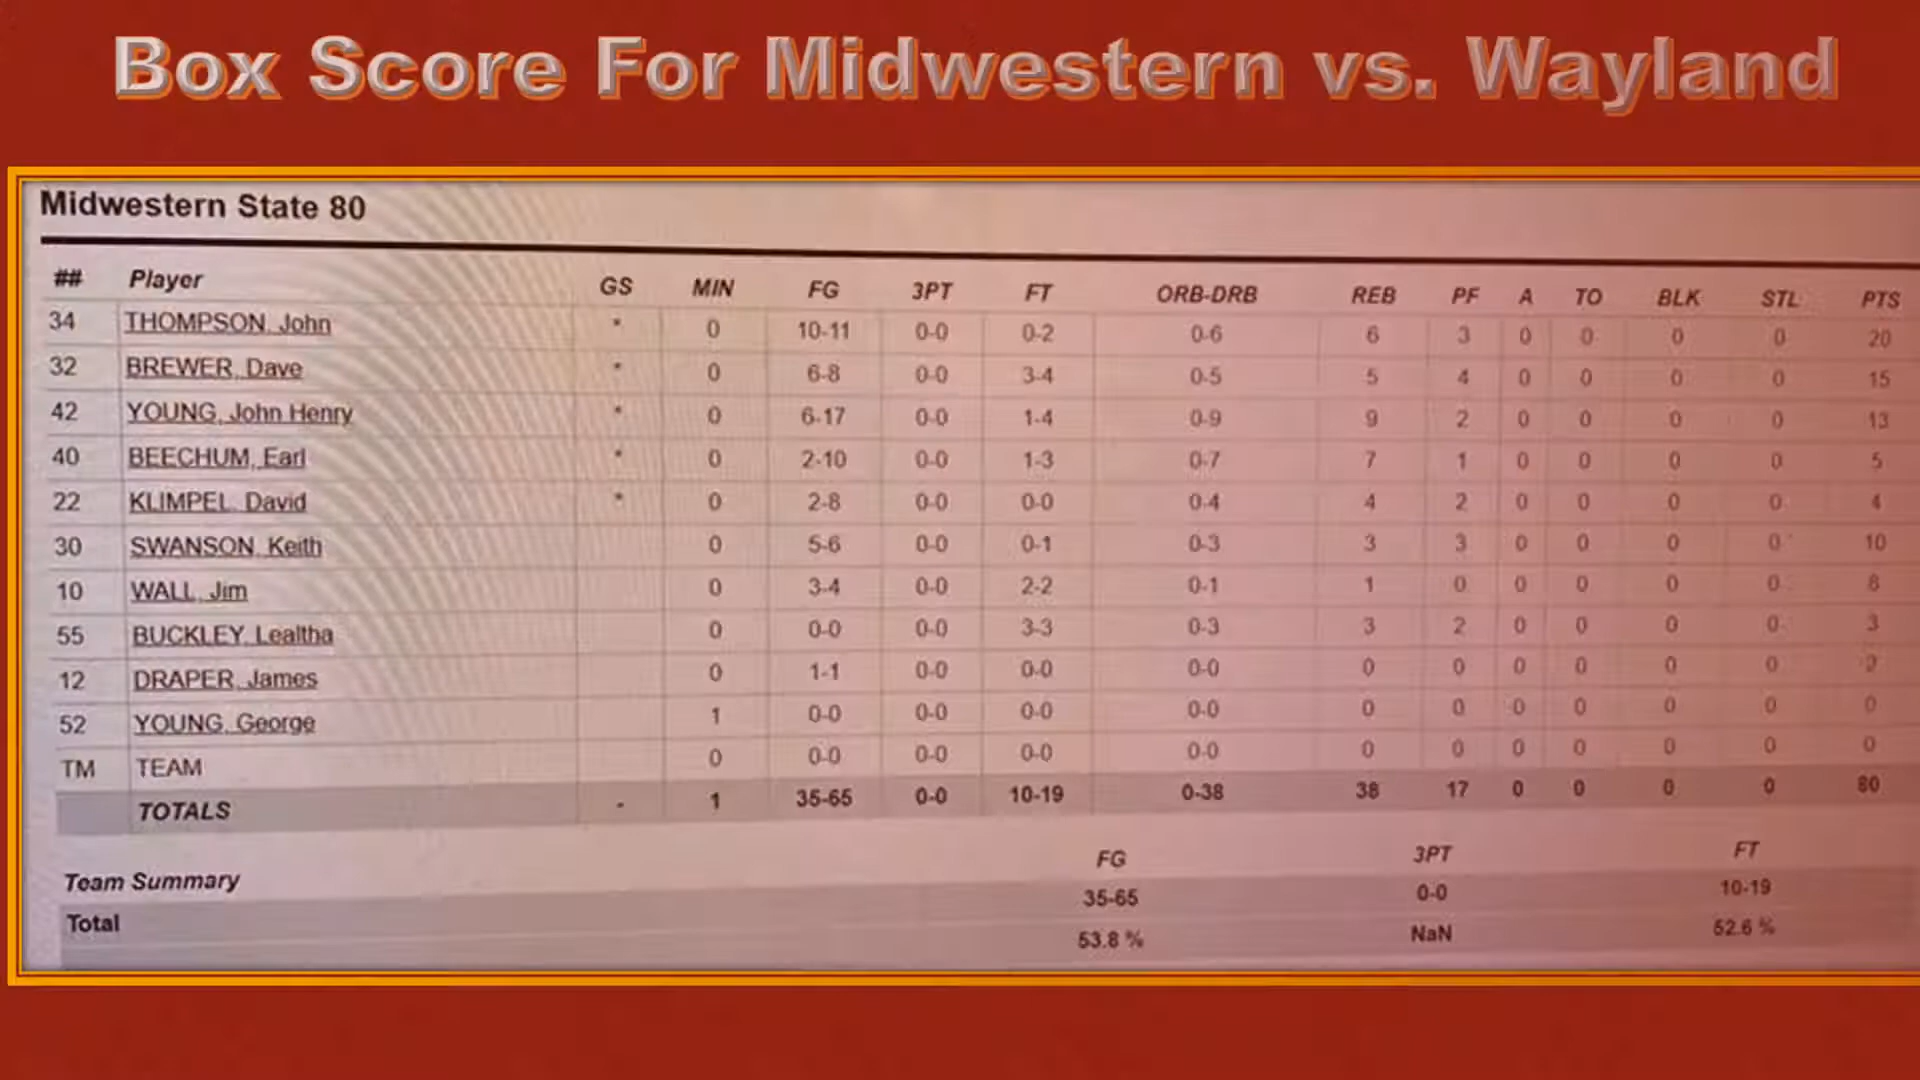 Box Score For Midwestern vs. Wayland
Midwestern State 80
## Player GS MIN FG 3PT FT ORB-DRB REB PF A TO BLK STL PTS
34 THOMPSON, John * 0 10-11 0-0 0-2 0-6 6 3 0 0 0 0 20
32 BREWER, Dave * 0 6-8 0-0 3-4 0-5 5 4 0 0 0 0 15
42 YOUNG, John Henry * 0 6-17 0-0 1-4 0-9 9 2 0 0 0 0 13
40 BEECHUM, Earl * 0 2-10 0-0 1-3 0-7 7 1 0 0 0 0 5
22 KLIMPEL, David * 0 2-8 0-0 0-0 0-4 4 2 0 0 0 0 4
30 SWANSON, Keith 0 5-6 0-0 0-1 0-3 3 3 0 0 0 0 10
10 WALL, Jim 0 3-4 0-0 2-2 0-1 1 0 0 0 0 0 8
55 BUCKLEY, Lealtha 0 0-0 0-0 3-3 0-3 3 2 0 0 0 0 3
12 DRAPER, James 0 1-1 0-0 0-0 0-0 0 0 0 0 0 0 2
52 YOUNG, George 1 0-0 0-0 0-0 0-0 0 0 0 0 0 0 0
TM TEAM 0 0-0 0-0 0-0 0-0 0 0 0 0 0 0 0
TOTALS - 1 35-65 0-0 10-19 0-38 38 17 0 0 0 0 80
Team Summary FG 3PT FT
Total 35-65 0-0 10-19
53.8 % NaN 52.6 %